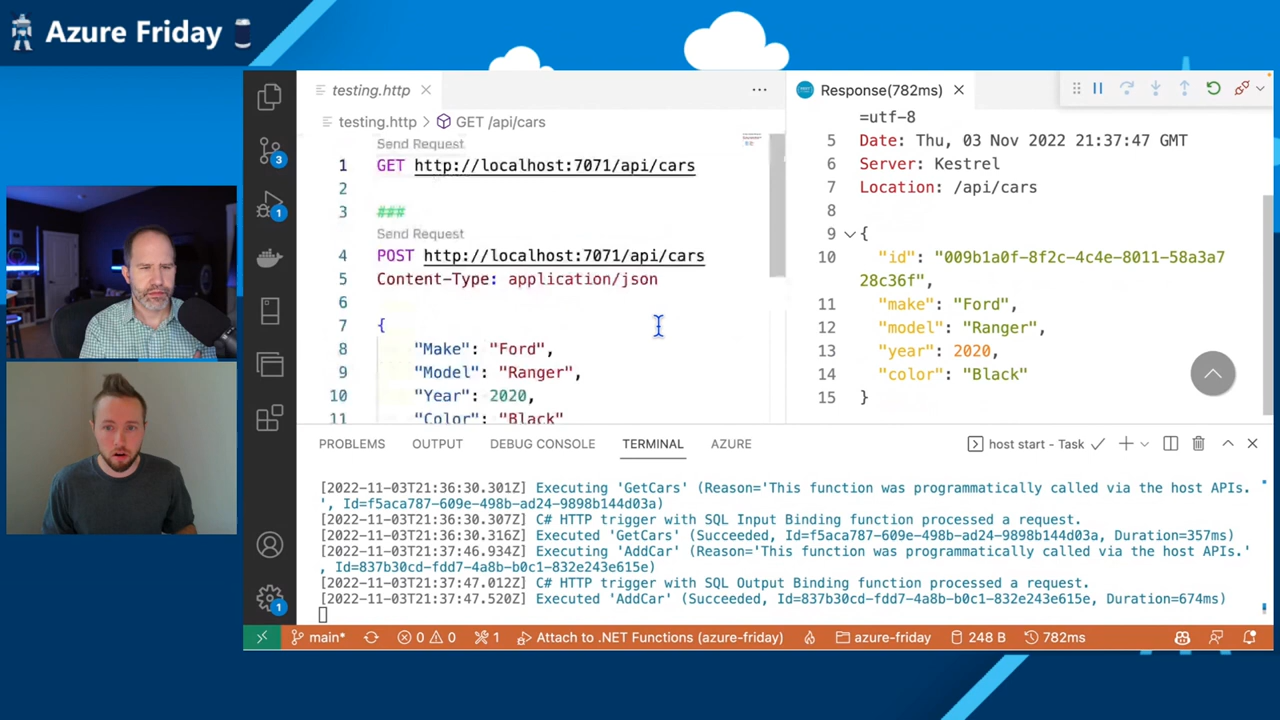 Azure Friday
testing.http
Response(782ms)
testing.http > GET /api/cars
Send Request
1 GET http://localhost:7071/api/cars
2
3 ###
Send Request
4 POST http://localhost:7071/api/cars
5 Content-Type: application/json
6
7 {
8 "Make": "Ford",
9 "Model": "Ranger",
10 "Year": 2020,
11 "Color": "Black"
=utf-8
5 Date: Thu, 03 Nov 2022 21:37:47 GMT
6 Server: Kestrel
7 Location: /api/cars
8
9 {
10 "id": "009b1a0f-8f2c-4c4e-8011-58a3a7
28c36f",
11 "make": "Ford",
12 "model": "Ranger",
13 "year": 2020,
14 "color": "Black"
15 }
3
1
1
PROBLEMS OUTPUT DEBUG CONSOLE TERMINAL AZURE host start - Task
[2022-11-03T21:36:30.301Z] Executing 'GetCars' (Reason='This function was programmatically called via the host APIs.
', Id=f5aca787-609e-498b-ad24-9898b144d03a)
[2022-11-03T21:36:30.307Z] C# HTTP trigger with SQL Input Binding function processed a request.
[2022-11-03T21:36:30.316Z] Executed 'GetCars' (Succeeded, Id=f5aca787-609e-498b-ad24-9898b144d03a, Duration=357ms)
[2022-11-03T21:37:46.934Z] Executing 'AddCar' (Reason='This function was programmatically called via the host APIs.'
, Id=837b30cd-fdd7-4a8b-b0c1-832e243e615e)
[2022-11-03T21:37:47.012Z] C# HTTP trigger with SQL Output Binding function processed a request.
[2022-11-03T21:37:47.520Z] Executed 'AddCar' (Succeeded, Id=837b30cd-fdd7-4a8b-b0c1-832e243e615e, Duration=674ms)
main* 0 0 1 Attach to .NET Functions (azure-friday) azure-friday 248 B 782ms